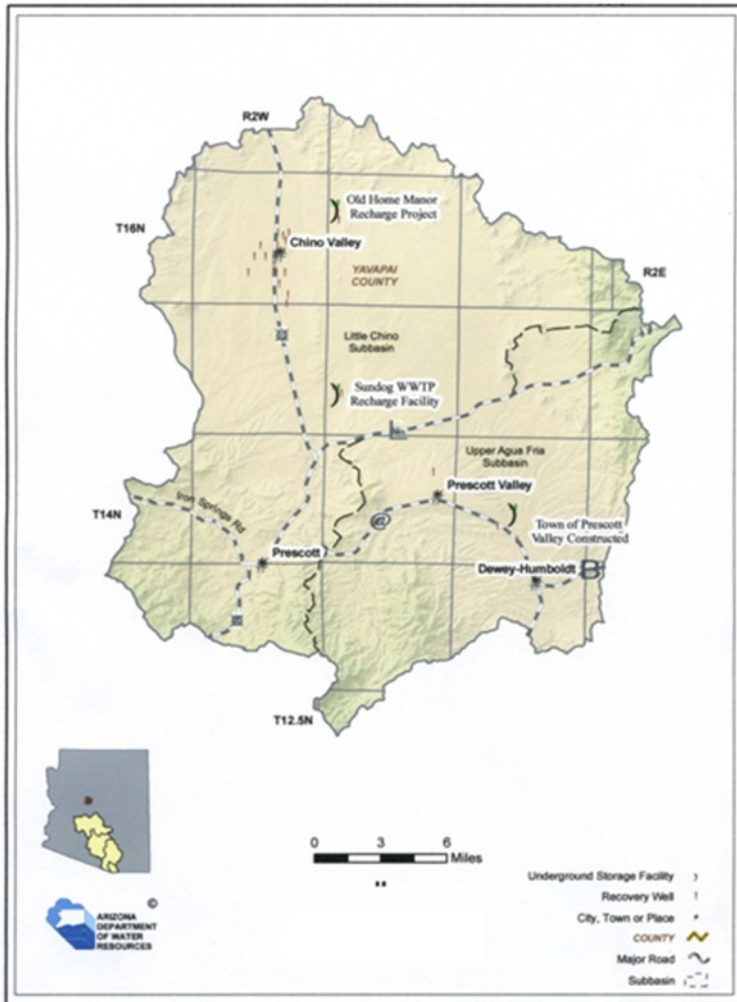 R2W
Old Home Manor
Recharge Project
T16N
Chino Valley
YAVAPAI
COUNTY
R2E
Little Chino
Subbasin
Sundog WWTP
Recharge Facility
L
Upper Agua Fria
Subbasin
Prescott Valley
Iron Springs Rd
T14N
@
Town of Prescott
Valley Constructed
Prescott
Dewey-Humboldt
B
T12.5N
0 3 6
Miles
Underground Storage Facility
Recovery Well
City, Town or Place
COUNTY
Major Road
Subbasin
©
ARIZONA
DEPARTMENT
OF WATER
RESOURCES